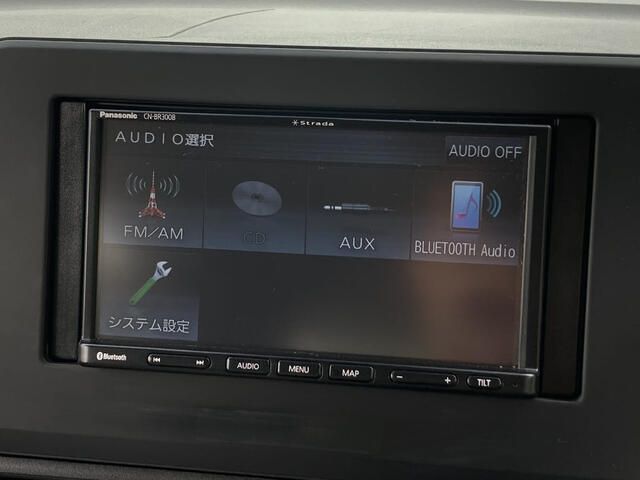 Panasonic CN-BR300B
Strada
AUDIO選択
AUDIO OFF
FM/AM
CD
AUX
BLUETOOTH Audio
システム設定
Bluetooth
AUDIO
MENU
MAP
− +
TILT